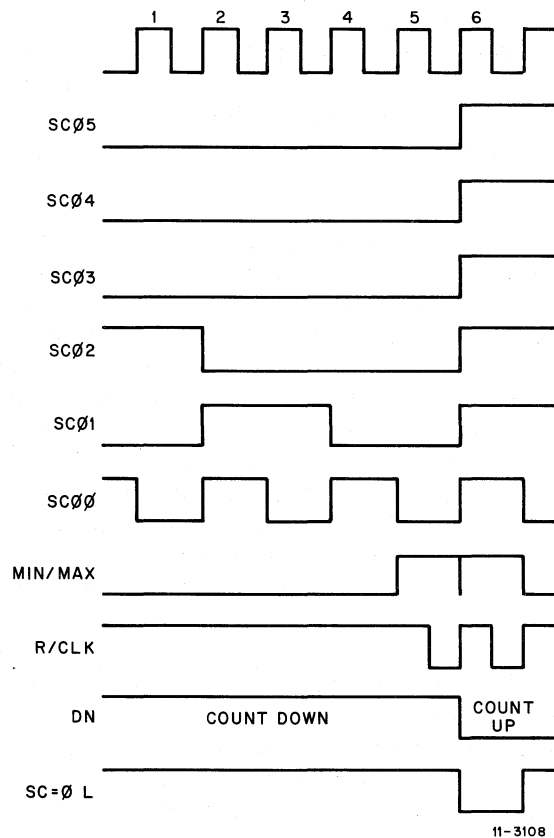 1 2 3 4 5 6
SCØ5
SCØ4
SCØ3
SCØ2
SCØ1
SCØØ
MIN/MAX
R/CLK
DN
COUNT DOWN
COUNT
UP
SC=Ø L
11-3108